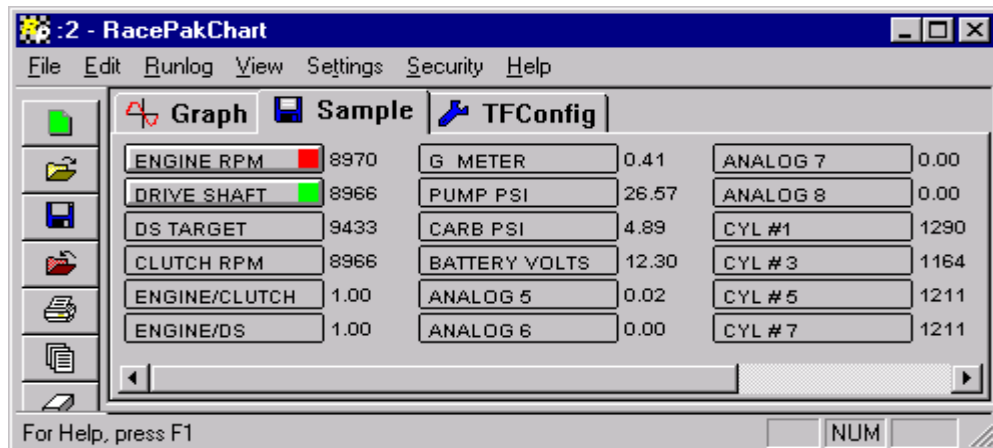 :2 - RacePakChart
File Edit Runlog View Settings Security Help
Graph Sample TFConfig
ENGINE RPM 8970 G METER 0.41 ANALOG 7 0.00
DRIVE SHAFT 8966 PUMP PSI 26.57 ANALOG 8 0.00
DS TARGET 9433 CARB PSI 4.89 CYL #1 1290
CLUTCH RPM 8966 BATTERY VOLTS 12.30 CYL #3 1164
ENGINE/CLUTCH 1.00 ANALOG 5 0.02 CYL #5 1211
ENGINE/DS 1.00 ANALOG 6 0.00 CYL #7 1211
For Help, press F1 NUM